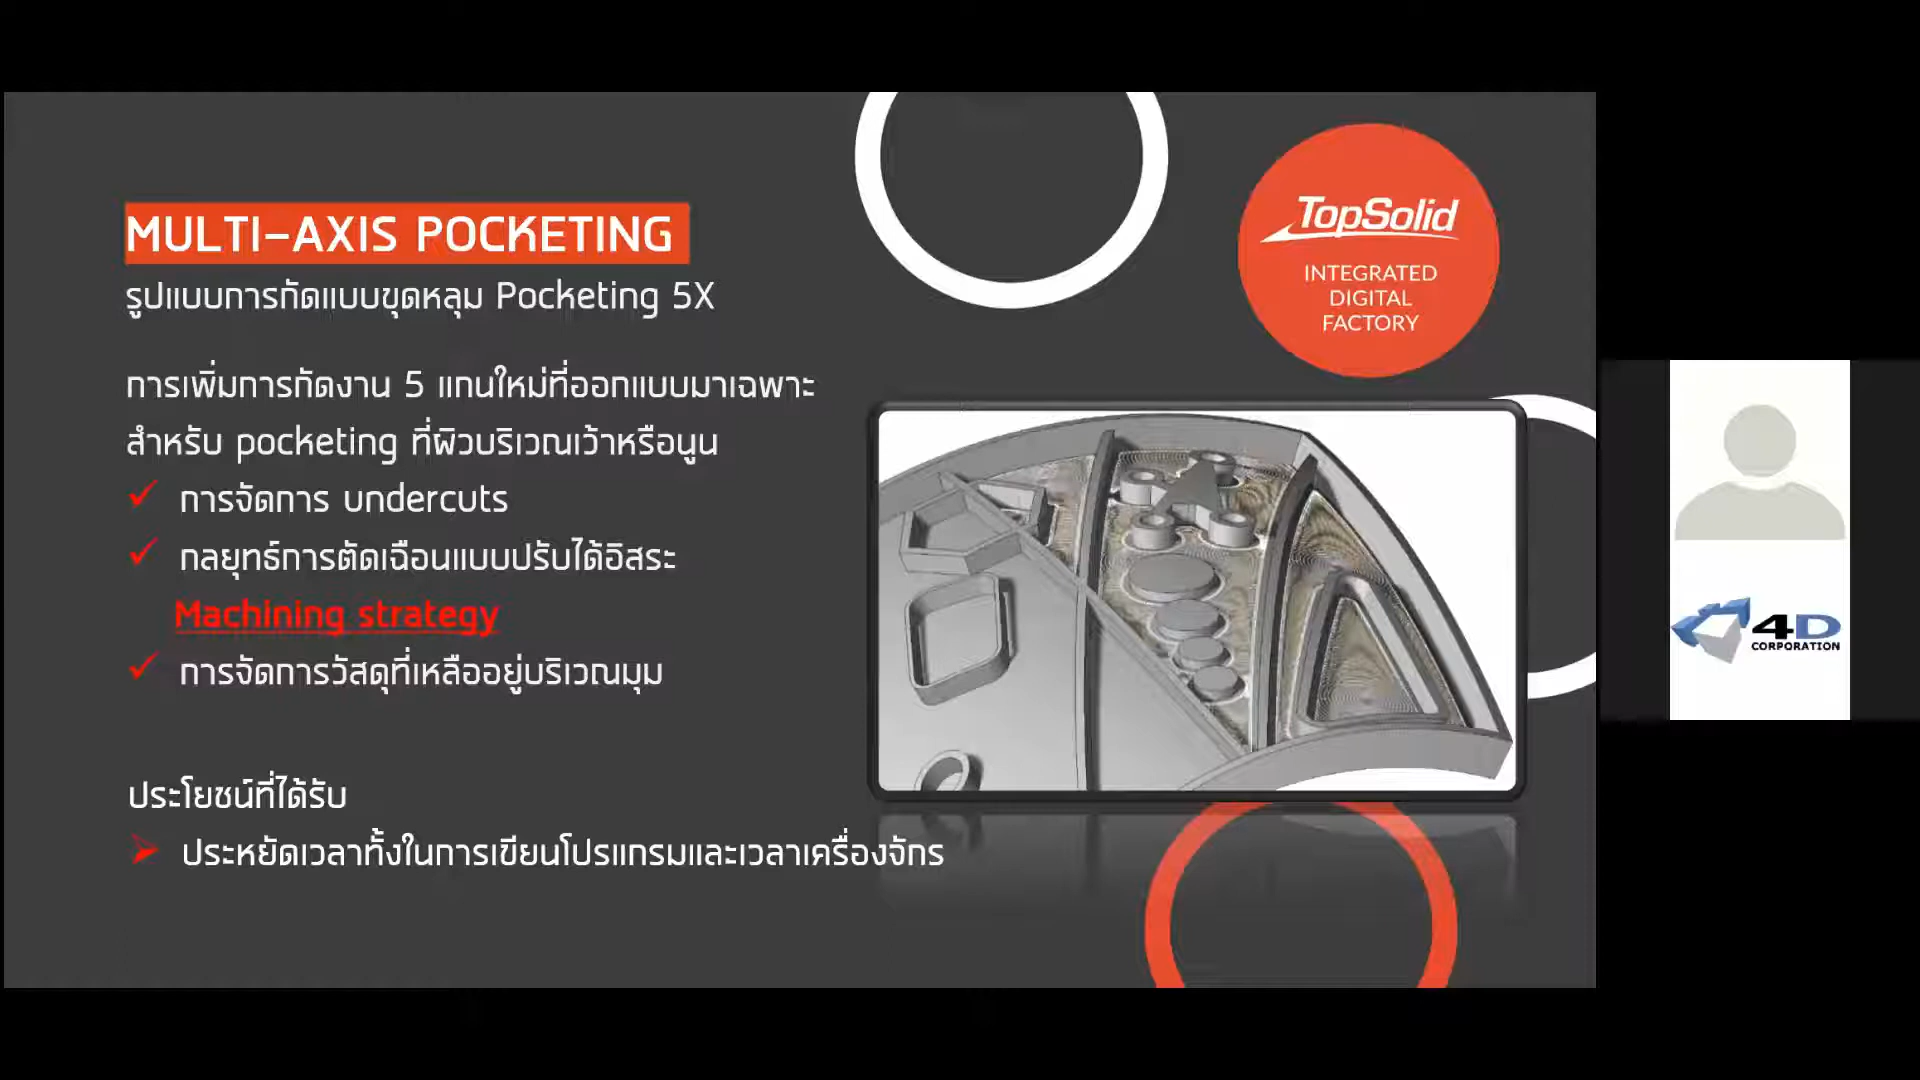 MULTI-AXIS POCKETING
รูปแบบการกัดแบบขุดหลุม Pocketing 5X
การเพิ่มการกัดงาน 5 แกนใหม่ที่ออกแบบมาเฉพาะ
สำหรับ pocketing ที่ผิวบริเวณเว้าหรือนูน
✓ การจัดการ undercuts
✓ กลยุทธ์การตัดเฉือนแบบปรับได้อิสระ
Machining strategy
✓ การจัดการวัสดุที่เหลืออยู่บริเวณมุม
ประโยชน์ที่ได้รับ
➢ ประหยัดเวลาทั้งในการเขียนโปรแกรมและเวลาเครื่องจักร
TopSolid
INTEGRATED
DIGITAL
FACTORY
4D
CORPORATION